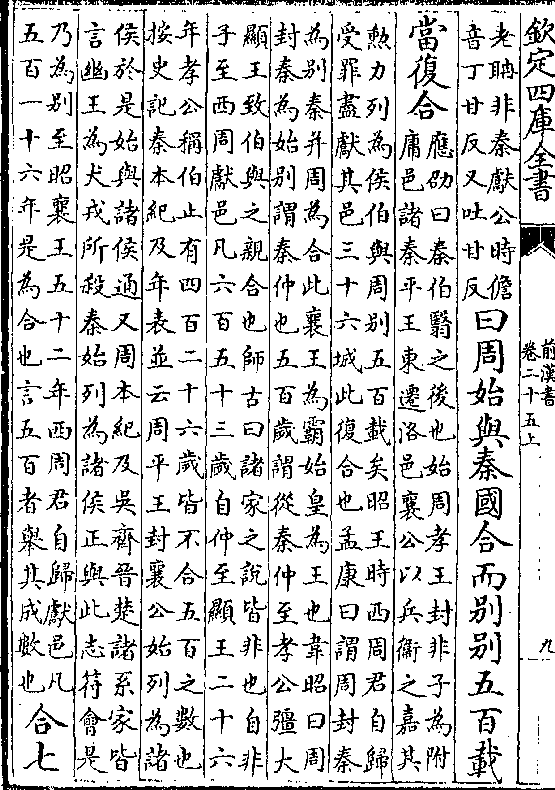 欽定四庫全書
前漢書
卷二十五上
九
老聃非秦獻公時儋
音丁甘反又吐甘反
曰周始與秦國合而别别五百載
當復合
應劭曰秦伯翳之後也始周孝王封非子為附
庸邑諸秦平王東遷洛邑襄公以兵衛之嘉其
勲力列為侯伯與周别五百載矣昭王時西周君自歸
受罪盡獻其邑三十六城此復合也孟康曰謂周封秦
為别秦并周為合此襄王為霸始皇為王也韋昭曰周
封秦為始别謂秦仲也五百歲謂從秦仲至孝公彊大
顯王致伯與之親合也師古曰諸家之說皆非也自非
子至西周獻邑凡六百五十三歲自仲至顯王二十六
年孝公稱伯止有四百二十六歲皆不合五百之數也
按史記秦本紀及年表並云周平王封襄公始列為諸
侯於是始與諸侯通又周本紀及吳齊晉楚諸系家皆
言幽王為犬戎所殺秦始列為諸侯正與此志符會是
乃為别至昭襄王五十二年西周君自歸獻邑凡
五百一十六年是為合也言五百者舉其成數也
合七